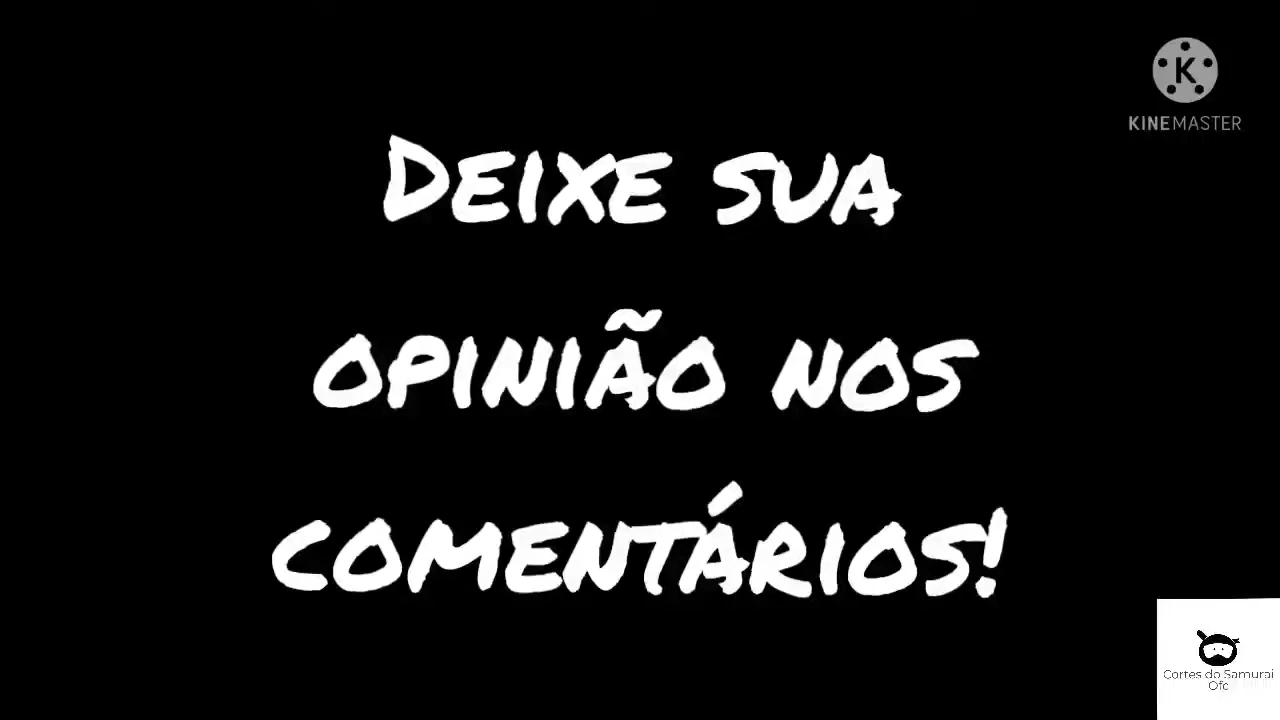 K
KINEMASTER
Deixe sua
opinião nos
comentários!
Cortes do Samurai
Ofc